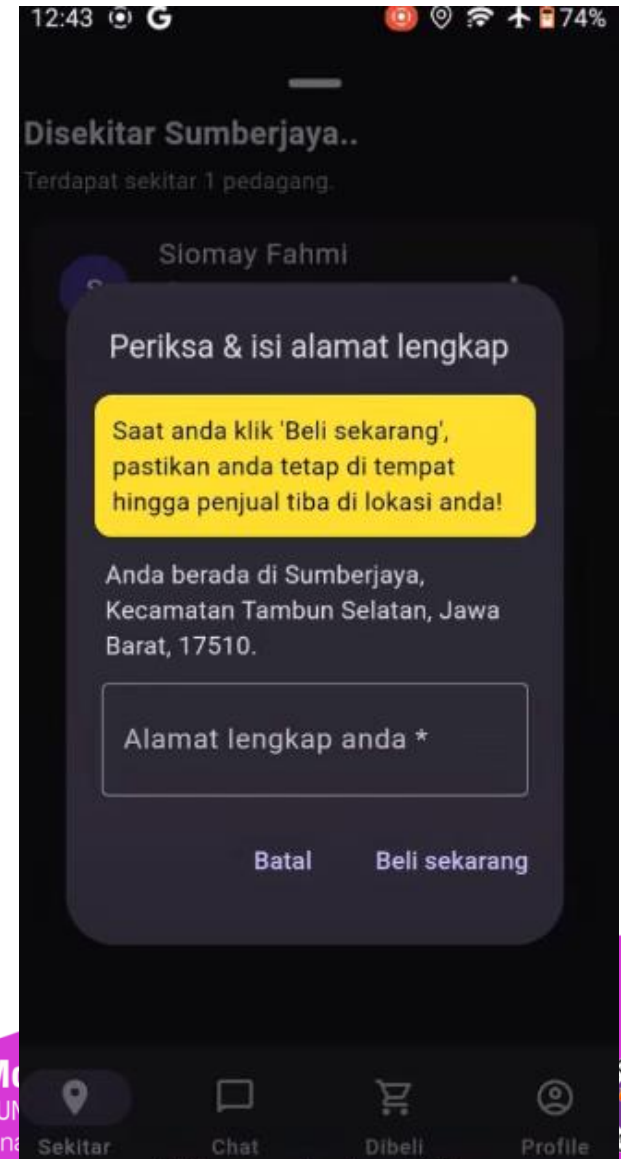 12:43 G 74%
Disekitar Sumberjaya..
Terdapat sekitar 1 pedagang.
Siomay Fahmi
Periksa & isi alamat lengkap
Saat anda klik 'Beli sekarang',
pastikan anda tetap di tempat
hingga penjual tiba di lokasi anda!
Anda berada di Sumberjaya,
Kecamatan Tambun Selatan, Jawa
Barat, 17510.
Alamat lengkap anda *
Batal Beli sekarang
Sekitar Chat Dibeli Profile